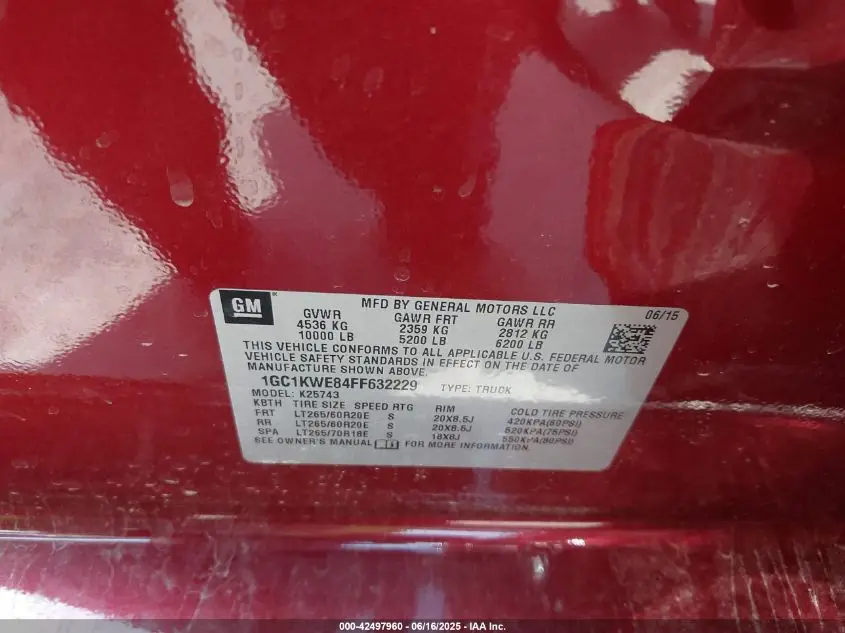 GM
MFD BY GENERAL MOTORS LLC
06/15
GVWR GAWR FRT GAWR RR
4536 KG 2359 KG 2812 KG
10000 LB 5200 LB 6200 LB
THIS VEHICLE CONFORMS TO ALL APPLICABLE U.S. FEDERAL MOTOR
VEHICLE SAFETY STANDARDS IN EFFECT ON THE DATE OF
MANUFACTURE SHOWN ABOVE.
1GC1KWE84FF632229 TYPE: TRUCK
MODEL: K25743
KBTH TIRE SIZE SPEED RTG RIM COLD TIRE PRESSURE
FRT LT265/60R20E S 20X8.5J 420KPA(60PSI)
RR LT265/60R20E S 20X8.5J 520KPA(75PSI)
SPA LT265/70R18E S 18X8J 550KPA(80PSI)
SEE OWNER'S MANUAL FOR MORE INFORMATION.
000-42497960 - 06/16/2025 - IAA Inc.